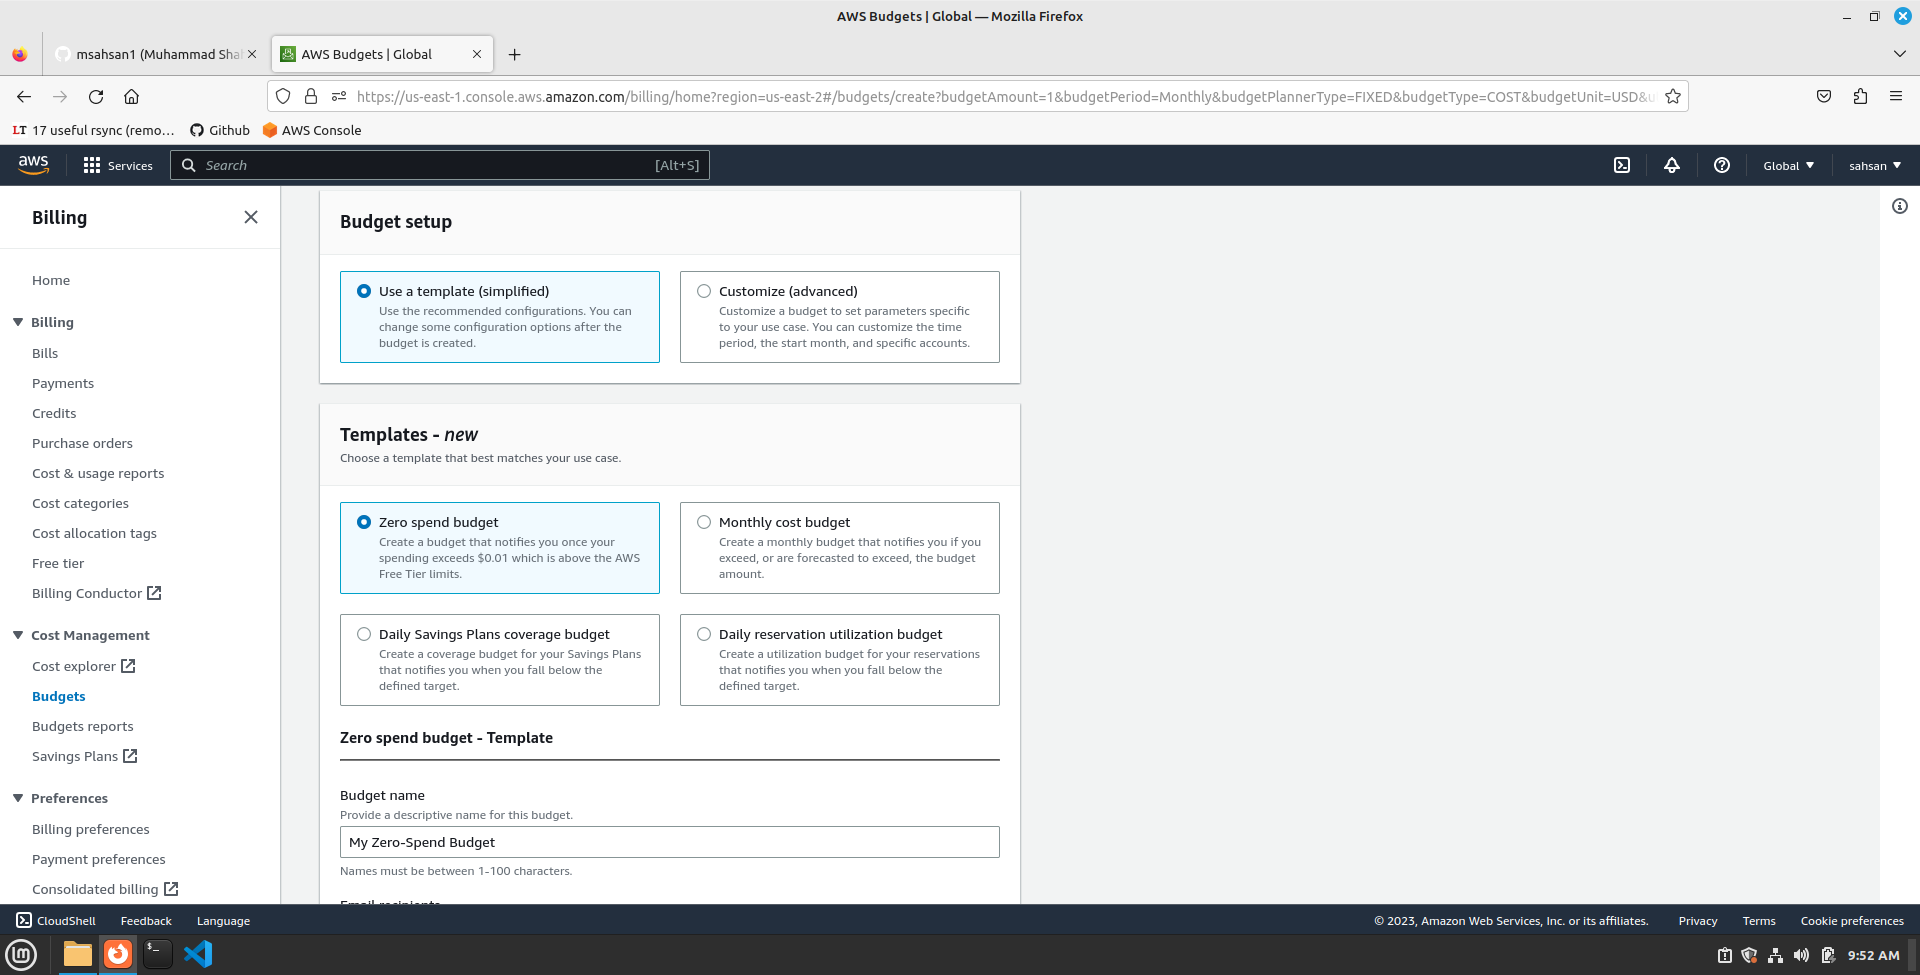 AWS Budgets | Global — Mozilla Firefox
msahsan1 (Muhammad Sha
AWS Budgets | Global
https://us-east-1.console.aws.amazon.com/billing/home?region=us-east-2#/budgets/create?budgetAmount=1&budgetPeriod=Monthly&budgetPlannerType=FIXED&budgetType=COST&budgetUnit=USD&u
LT 17 useful rsync (remo… Github AWS Console
aws Services Search [Alt+S] Global sahsan
Billing
Home
Billing
Bills
Payments
Credits
Purchase orders
Cost & usage reports
Cost categories
Cost allocation tags
Free tier
Billing Conductor
Cost Management
Cost explorer
Budgets
Budgets reports
Savings Plans
Preferences
Billing preferences
Payment preferences
Consolidated billing
Budget setup
Use a template (simplified)
Use the recommended configurations. You can
change some configuration options after the
budget is created.
Customize (advanced)
Customize a budget to set parameters specific
to your use case. You can customize the time
period, the start month, and specific accounts.
Templates - new
Choose a template that best matches your use case.
Zero spend budget
Create a budget that notifies you once your
spending exceeds $0.01 which is above the AWS
Free Tier limits.
Monthly cost budget
Create a monthly budget that notifies you if you
exceed, or are forecasted to exceed, the budget
amount.
Daily Savings Plans coverage budget
Create a coverage budget for your Savings Plans
that notifies you when you fall below the
defined target.
Daily reservation utilization budget
Create a utilization budget for your reservations
that notifies you when you fall below the
defined target.
Zero spend budget - Template
Budget name
Provide a descriptive name for this budget.
My Zero-Spend Budget
Names must be between 1-100 characters.
Email recipients
CloudShell Feedback Language © 2023, Amazon Web Services, Inc. or its affiliates. Privacy Terms Cookie preferences
9:52 AM